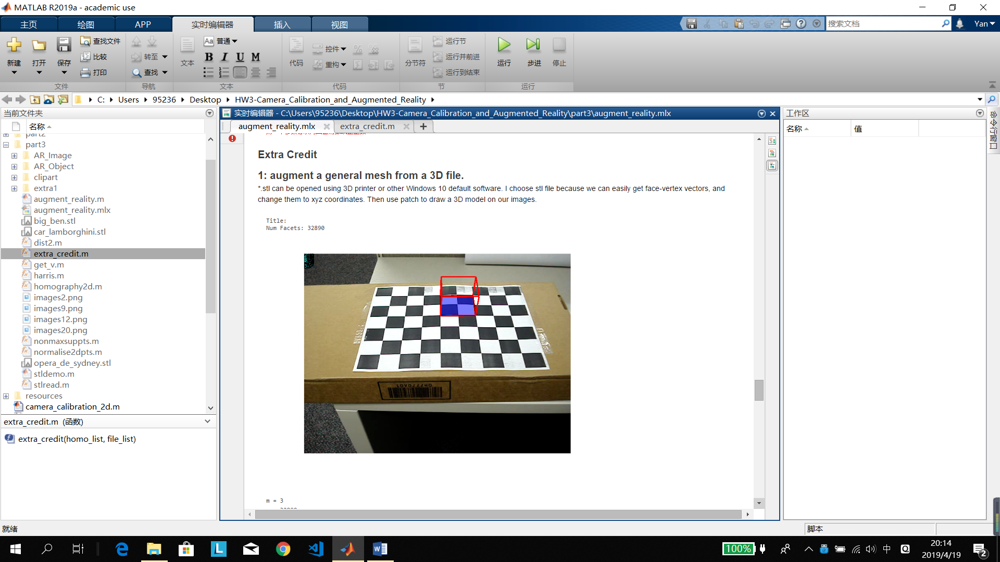 MATLAB R2019a - academic use
主页 绘图 APP 实时编辑器 插入 视图
搜索文档 Yan
新建 打开 保存 查找文件 比较 打印
转至 查找
文本 Aa 普通
B I U M
代码 控件 重构
分节符 运行节 运行并前进 运行到结束
运行 步进 停止
文件 导航 文本 代码 节 运行
C: Users 95236 Desktop HW3-Camera_Calibration_and_Augmented_Reality
当前文件夹
名称
part2
part3
AR_Image
AR_Object
clipart
extra1
augment_reality.m
augment_reality.mlx
big_ben.stl
car_lamborghini.stl
dist2.m
extra_credit.m
get_v.m
harris.m
homography2d.m
images2.png
images9.png
images12.png
images20.png
nonmaxsuppts.m
normalise2dpts.m
opera_de_sydney.stl
stldemo.m
stlread.m
resources
camera_calibration_2d.m
extra_credit.m (函数)
extra_credit(homo_list, file_list)
实时编辑器 - C:\Users\95236\Desktop\HW3-Camera_Calibration_and_Augmented_Reality\part3\augment_reality.mlx
augment_reality.mlx extra_credit.m
Extra Credit
1: augment a general mesh from a 3D file.
*.stl can be opened using 3D printer or other Windows 10 default software. I choose stl file because we can easily get face-vertex vectors, and
change them to xyz coordinates. Then use patch to draw a 3D model on our images.
Title:
Num Facets: 32890
m = 3
工作区
名称 值
命令行窗口
就绪
脚本
100%
中
20:14
2019/4/19
2